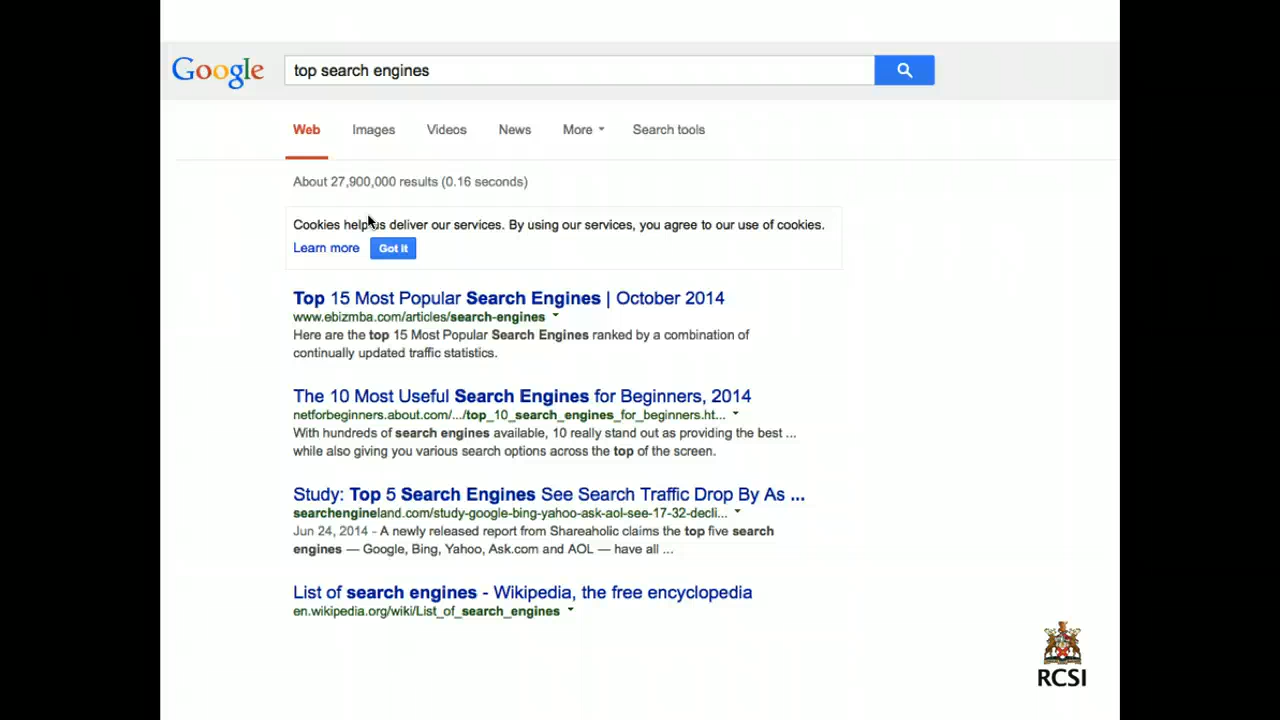 Google
top search engines
Web Images Videos News More Search tools
About 27,900,000 results (0.16 seconds)
Cookies help us deliver our services. By using our services, you agree to our use of cookies.
Learn more Got it
Top 15 Most Popular Search Engines | October 2014
www.ebizmba.com/articles/search-engines
Here are the top 15 Most Popular Search Engines ranked by a combination of
continually updated traffic statistics.
The 10 Most Useful Search Engines for Beginners, 2014
netforbeginners.about.com/.../top_10_search_engines_for_beginners.ht...
With hundreds of search engines available, 10 really stand out as providing the best ...
while also giving you various search options across the top of the screen.
Study: Top 5 Search Engines See Search Traffic Drop By As ...
searchengineland.com/study-google-bing-yahoo-ask-aol-see-17-32-decli...
Jun 24, 2014 - A newly released report from Shareaholic claims the top five search
engines — Google, Bing, Yahoo, Ask.com and AOL — have all ...
List of search engines - Wikipedia, the free encyclopedia
en.wikipedia.org/wiki/List_of_search_engines
RCSI